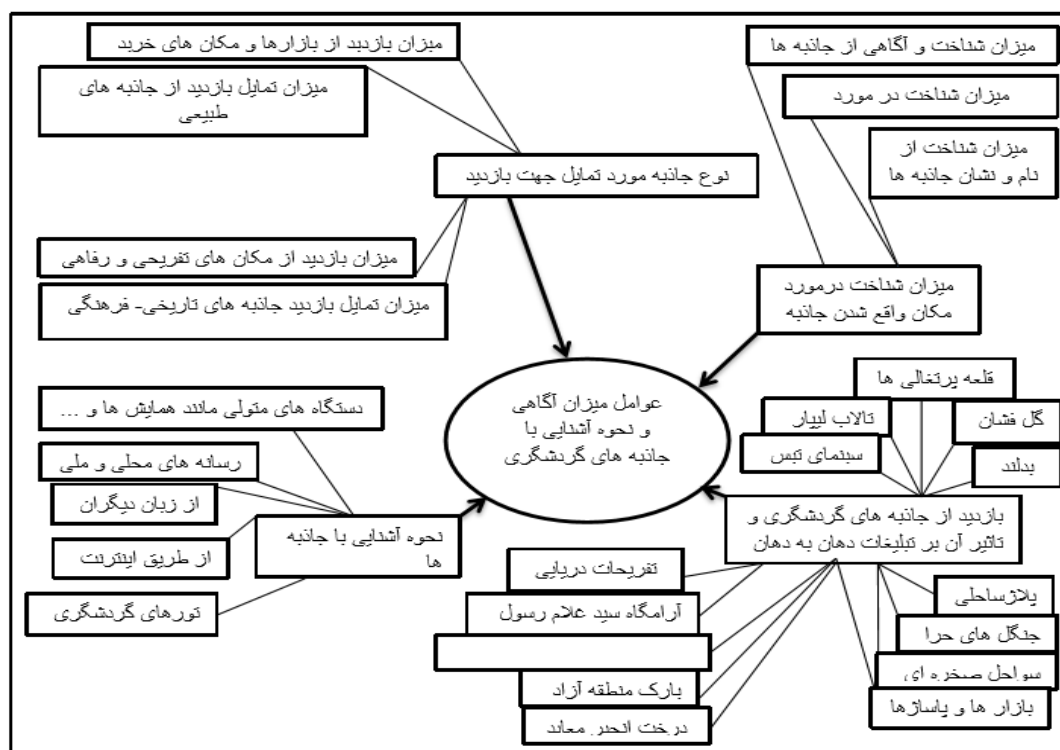 میزان شناخت و آگاهی از جاذبه ها
میزان شناخت در مورد
میزان شناخت از
نام و نشان جاذبه ها
میزان شناخت درمورد
مکان واقع شدن جاذبه
میزان بازدید از بازارها و مکان های خرید
میزان تمایل بازدید از جاذبه های
طبیعی
نوع جاذبه مورد تمایل جهت بازدید
میزان بازدید از مکان های تفریحی و رفاهی
میزان تمایل بازدید جاذبه های تاریخی- فرهنگی
عوامل میزان آگاهی
و نحوه آشنایی با
جاذبه های گردشگری
قلعه پرتغالی ها
تالاب لیپار
گل فشان
سینمای تیس
بدلند
بازدید از جاذبه های گردشگری و
تاثیر آن بر تبلیغات دهان به دهان
پلاژساحلی
جنگل های حرا
سواحل صخره ای
بازار ها و پاساژها
تفریحات دریایی
آرامگاه سید غلام رسول
پارک منطقه آزاد
درخت انجیر معابد
دستگاه های متولی مانند همایش ها و ...
رسانه های محلی و ملی
از زبان دیگران
از طریق اینترنت
تورهای گردشگری
نحوه آشنایی با جاذبه
ها